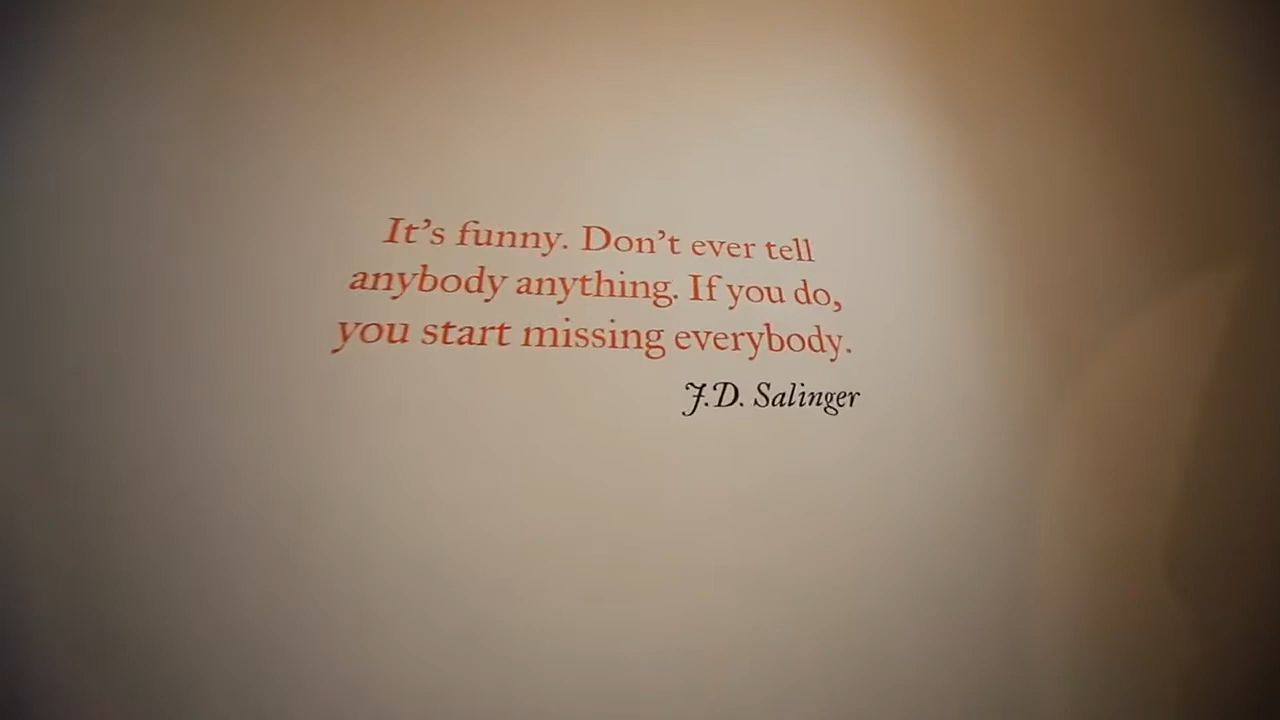 It’s funny. Don’t ever tell
anybody anything. If you do,
you start missing everybody.
J.D. Salinger